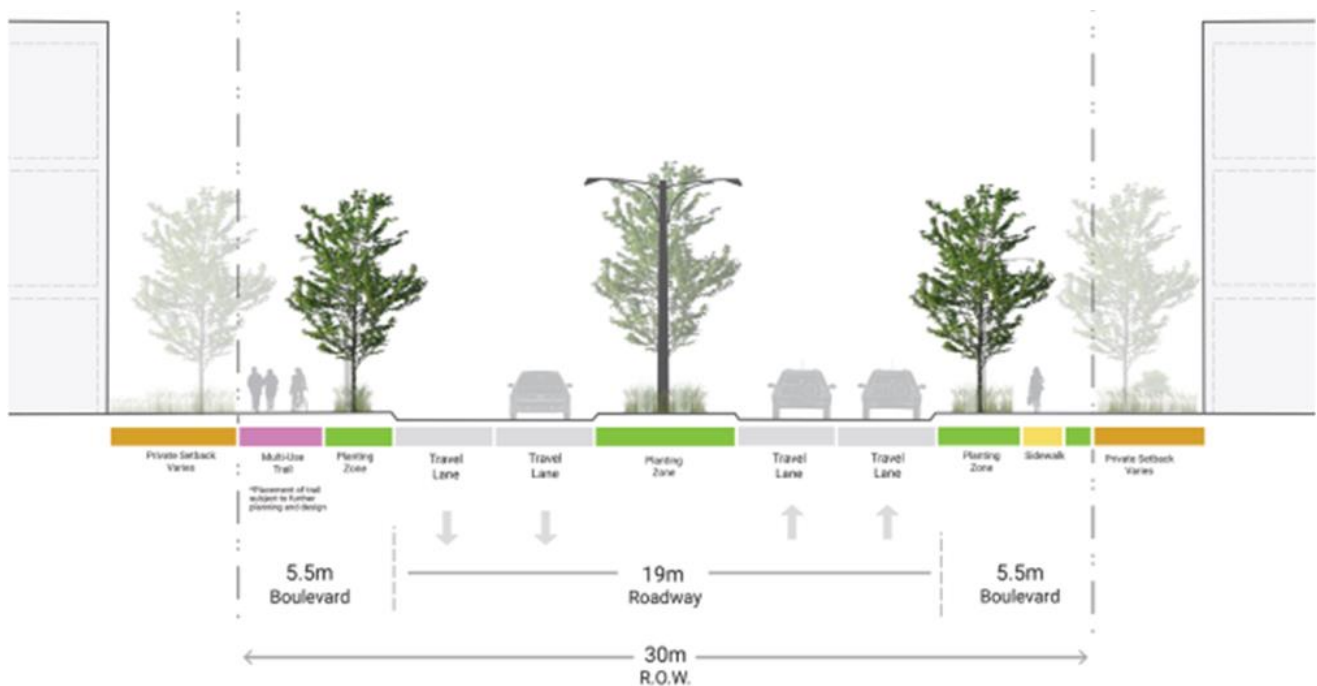 Private Setback
Varies
Multi-Use
Trail
*Placement of trail
subject to further
planning and design
Planting
Zone
Travel
Lane
Travel
Lane
Planting
Zone
Travel
Lane
Travel
Lane
Planting
Zone
Sidewalk
Private Setback
Varies
5.5m
Boulevard
19m
Roadway
5.5m
Boulevard
30m
R.O.W.